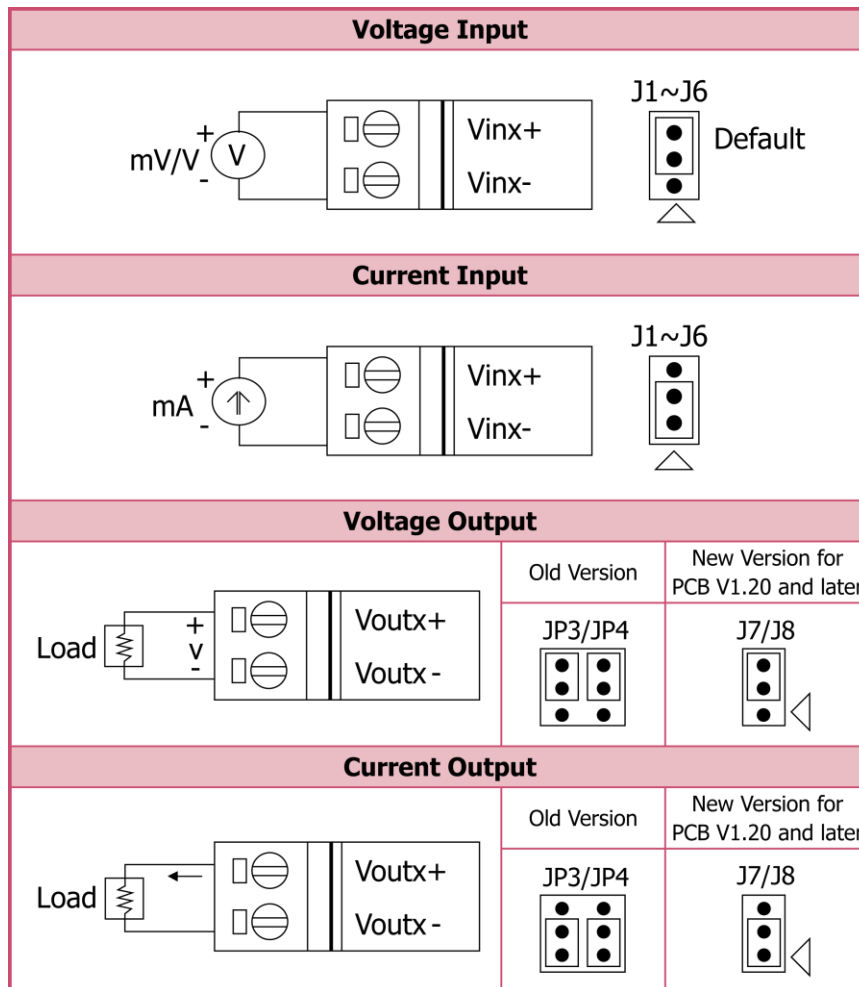 Voltage Input
J1~J6
Default
+
mV/V
-
V
Vinx+
Vinx-
Current Input
J1~J6
+
mA
-
Vinx+
Vinx-
Voltage Output
Old Version
New Version for
PCB V1.20 and later
Load
+
v
-
Voutx+
Voutx -
JP3/JP4
J7/J8
Current Output
Old Version
New Version for
PCB V1.20 and later
Load
Voutx+
Voutx -
JP3/JP4
J7/J8